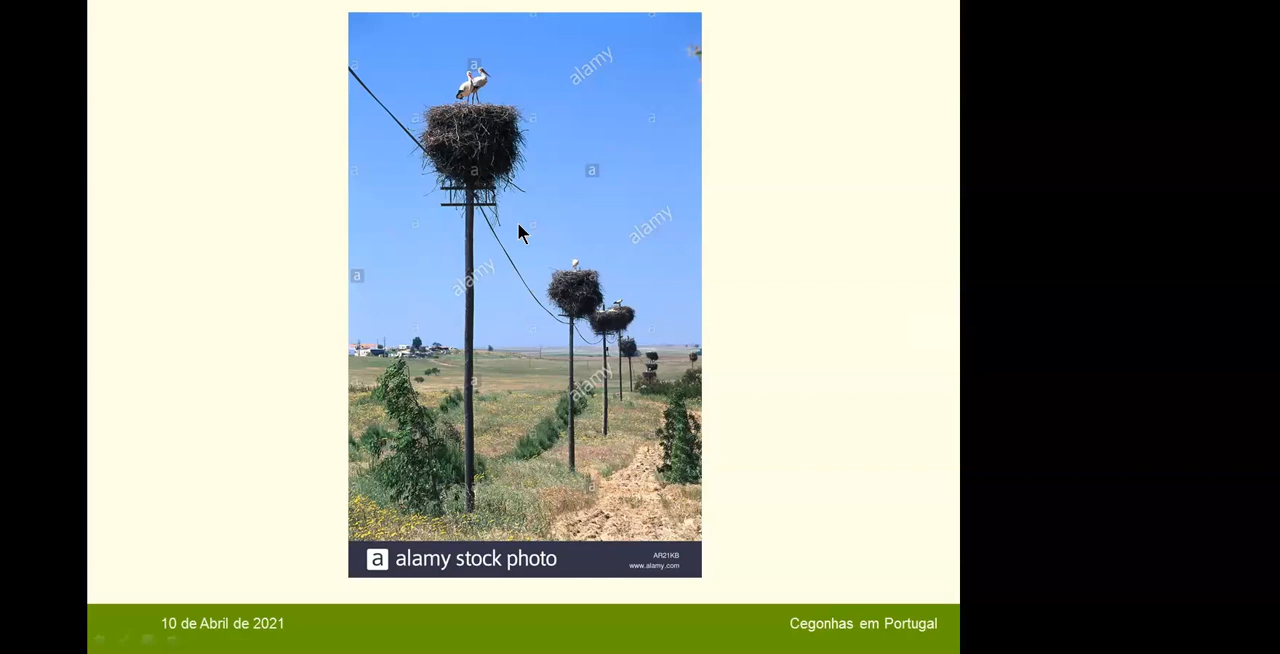 alamy
alamy
alamy
alamy
a
a
a
a alamy stock photo
AR21KB
www.alamy.com
10 de Abril de 2021
Cegonhas em Portugal